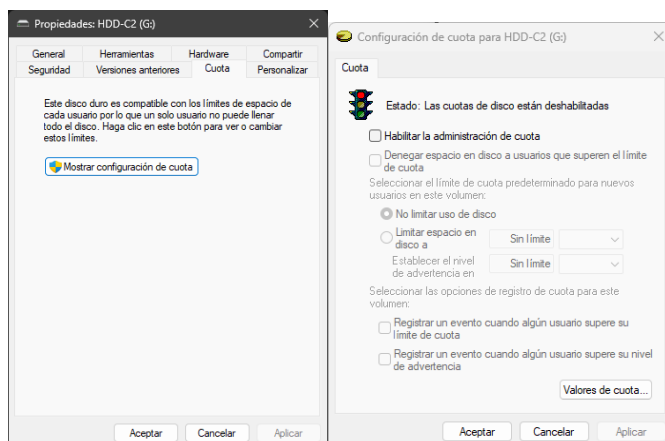 Propiedades: HDD-C2 (G:)
General Herramientas Hardware Compartir
Seguridad Versiones anteriores Cuota Personalizar
Este disco duro es compatible con los límites de espacio de
cada usuario por lo que un solo usuario no puede llenar
todo el disco. Haga clic en este botón para ver o cambiar
estos límites.
Mostrar configuración de cuota
Aceptar Cancelar Aplicar
Configuración de cuota para HDD-C2 (G:)
Cuota
Estado: Las cuotas de disco están deshabilitadas
Habilitar la administración de cuota
Denegar espacio en disco a usuarios que superen el límite
de cuota
Seleccionar el límite de cuota predeterminado para nuevos
usuarios en este volumen:
No limitar uso de disco
Limitar espacio en
disco a
Sin límite
Establecer el nivel
de advertencia en
Sin límite
Seleccionar las opciones de registro de cuota para este
volumen:
Registrar un evento cuando algún usuario supere su
límite de cuota
Registrar un evento cuando algún usuario supere su nivel
de advertencia
Valores de cuota...
Aceptar Cancelar Aplicar